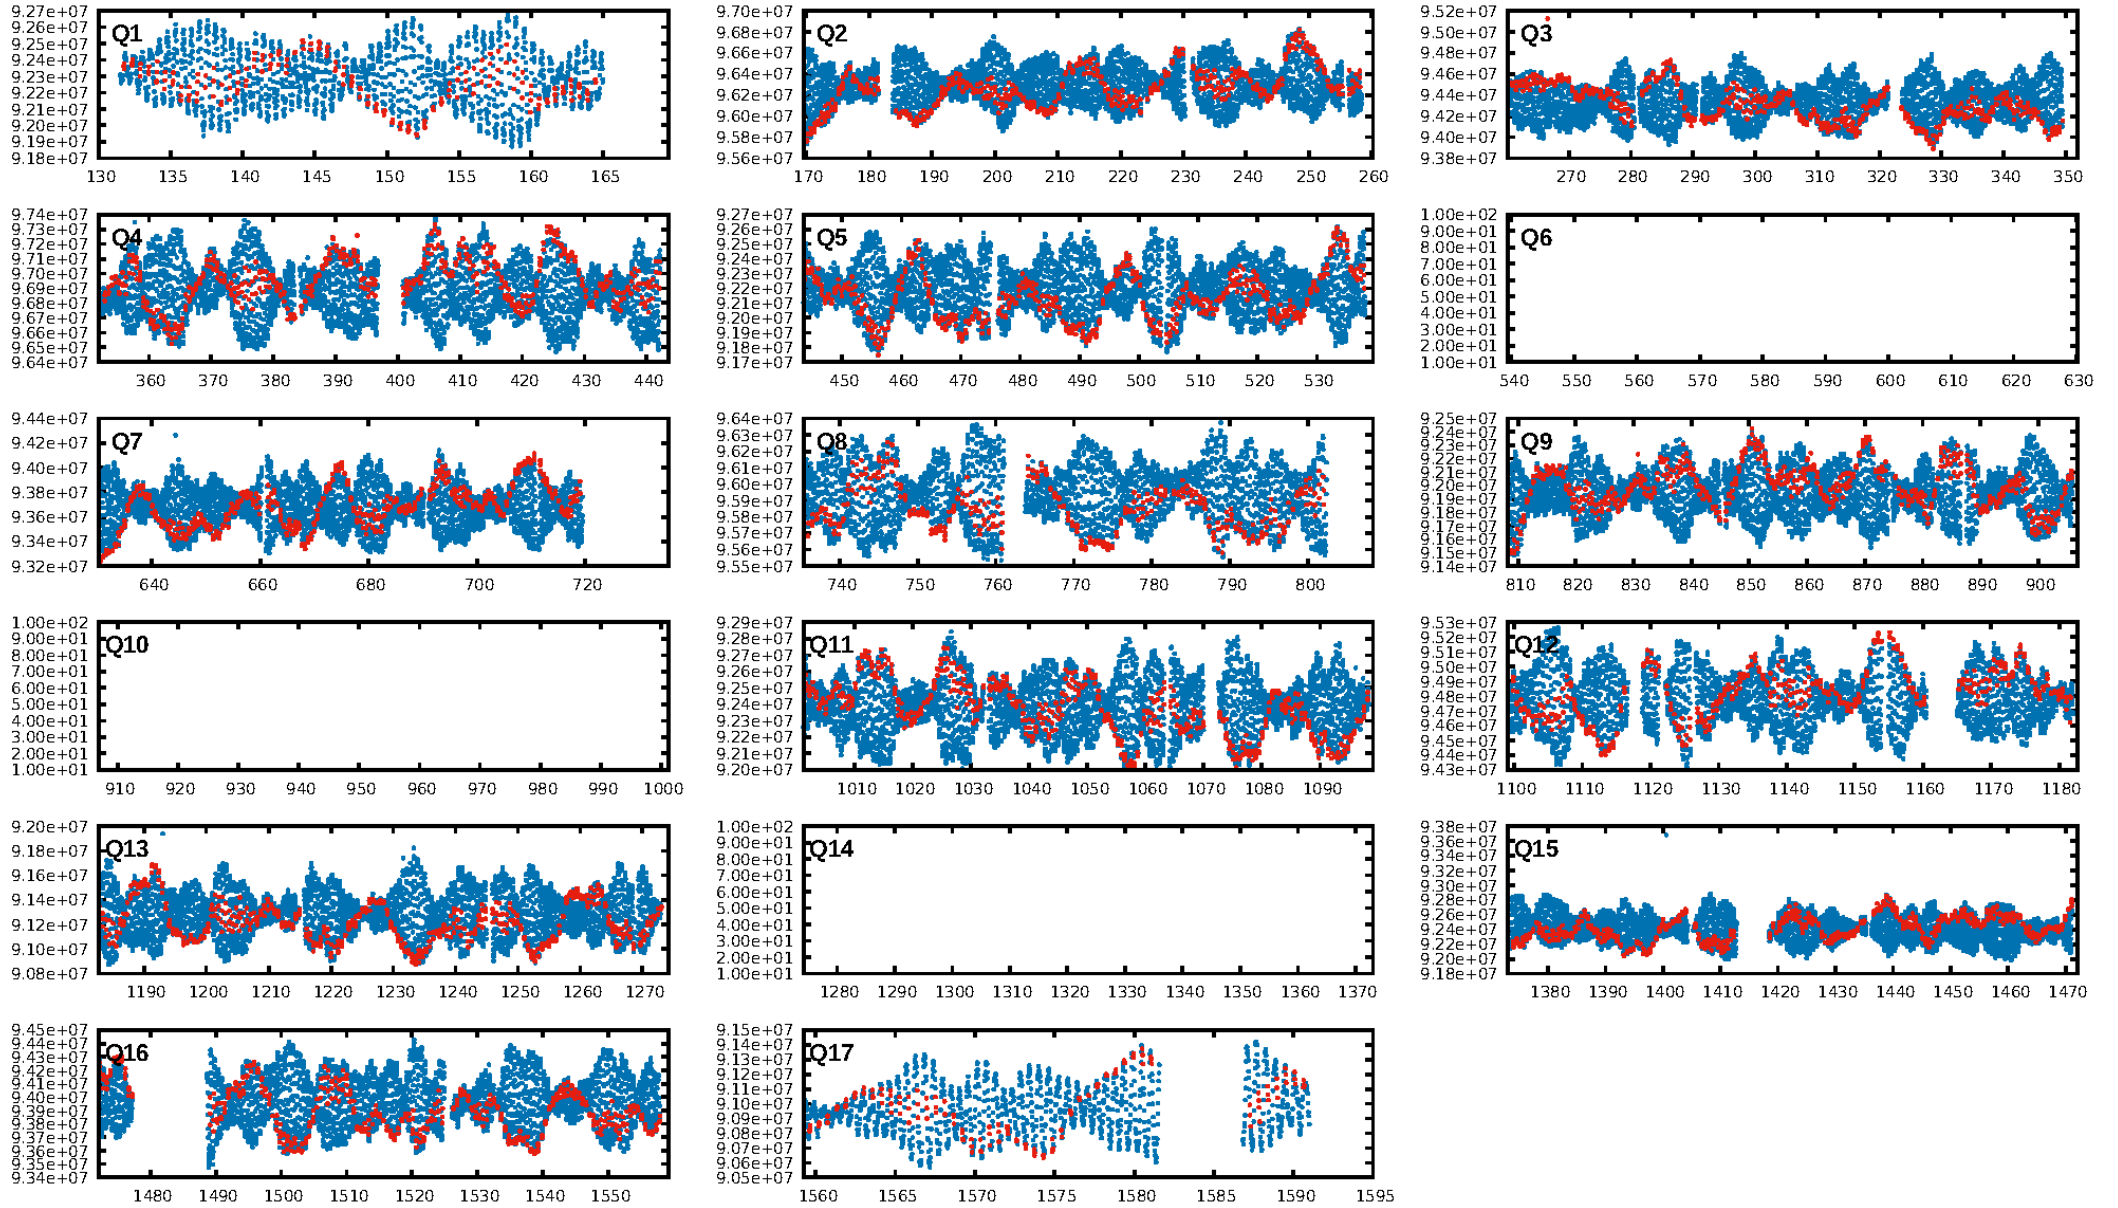 9.27e+07
9.26e+07
9.25e+07
9.24e+07
9.23e+07
9.22e+07
9.21e+07
9.20e+07
9.19e+07
9.18e+07
Q1
130 135 140 145 150 155 160 165
9.70e+07
9.68e+07
9.66e+07
9.64e+07
9.62e+07
9.60e+07
9.58e+07
9.56e+07
Q2
170 180 190 200 210 220 230 240 250 260
9.52e+07
9.50e+07
9.48e+07
9.46e+07
9.44e+07
9.42e+07
9.40e+07
9.38e+07
Q3
270 280 290 300 310 320 330 340 350
9.74e+07
9.73e+07
9.72e+07
9.71e+07
9.70e+07
9.69e+07
9.68e+07
9.67e+07
9.66e+07
9.65e+07
9.64e+07
Q4
360 370 380 390 400 410 420 430 440
9.27e+07
9.26e+07
9.25e+07
9.24e+07
9.23e+07
9.22e+07
9.21e+07
9.20e+07
9.19e+07
9.18e+07
9.17e+07
Q5
450 460 470 480 490 500 510 520 530
1.00e+02
9.00e+01
8.00e+01
7.00e+01
6.00e+01
5.00e+01
4.00e+01
3.00e+01
2.00e+01
1.00e+01
Q6
540 550 560 570 580 590 600 610 620 630
9.44e+07
9.42e+07
9.40e+07
9.38e+07
9.36e+07
9.34e+07
9.32e+07
Q7
640 660 680 700 720
9.64e+07
9.63e+07
9.62e+07
9.61e+07
9.60e+07
9.59e+07
9.58e+07
9.57e+07
9.56e+07
9.55e+07
Q8
740 750 760 770 780 790 800
9.25e+07
9.24e+07
9.23e+07
9.22e+07
9.21e+07
9.20e+07
9.19e+07
9.18e+07
9.17e+07
9.16e+07
9.15e+07
9.14e+07
Q9
810 820 830 840 850 860 870 880 890 900
1.00e+02
9.00e+01
8.00e+01
7.00e+01
6.00e+01
5.00e+01
4.00e+01
3.00e+01
2.00e+01
1.00e+01
Q10
910 920 930 940 950 960 970 980 990 1000
9.29e+07
9.28e+07
9.27e+07
9.26e+07
9.25e+07
9.24e+07
9.23e+07
9.22e+07
9.21e+07
9.20e+07
Q11
1010 1020 1030 1040 1050 1060 1070 1080 1090
9.53e+07
9.52e+07
9.51e+07
9.50e+07
9.49e+07
9.48e+07
9.47e+07
9.46e+07
9.45e+07
9.44e+07
9.43e+07
Q12
1100 1110 1120 1130 1140 1150 1160 1170 1180
9.20e+07
9.18e+07
9.16e+07
9.14e+07
9.12e+07
9.10e+07
9.08e+07
Q13
1190 1200 1210 1220 1230 1240 1250 1260 1270
1.00e+02
9.00e+01
8.00e+01
7.00e+01
6.00e+01
5.00e+01
4.00e+01
3.00e+01
2.00e+01
1.00e+01
Q14
1280 1290 1300 1310 1320 1330 1340 1350 1360 1370
9.38e+07
9.36e+07
9.34e+07
9.32e+07
9.30e+07
9.28e+07
9.26e+07
9.24e+07
9.22e+07
9.20e+07
9.18e+07
Q15
1380 1390 1400 1410 1420 1430 1440 1450 1460 1470
9.45e+07
9.44e+07
9.43e+07
9.42e+07
9.41e+07
9.40e+07
9.39e+07
9.38e+07
9.37e+07
9.36e+07
9.35e+07
9.34e+07
Q16
1480 1490 1500 1510 1520 1530 1540 1550
9.15e+07
9.14e+07
9.13e+07
9.12e+07
9.11e+07
9.10e+07
9.09e+07
9.08e+07
9.07e+07
9.06e+07
9.05e+07
Q17
1560 1565 1570 1575 1580 1585 1590 1595